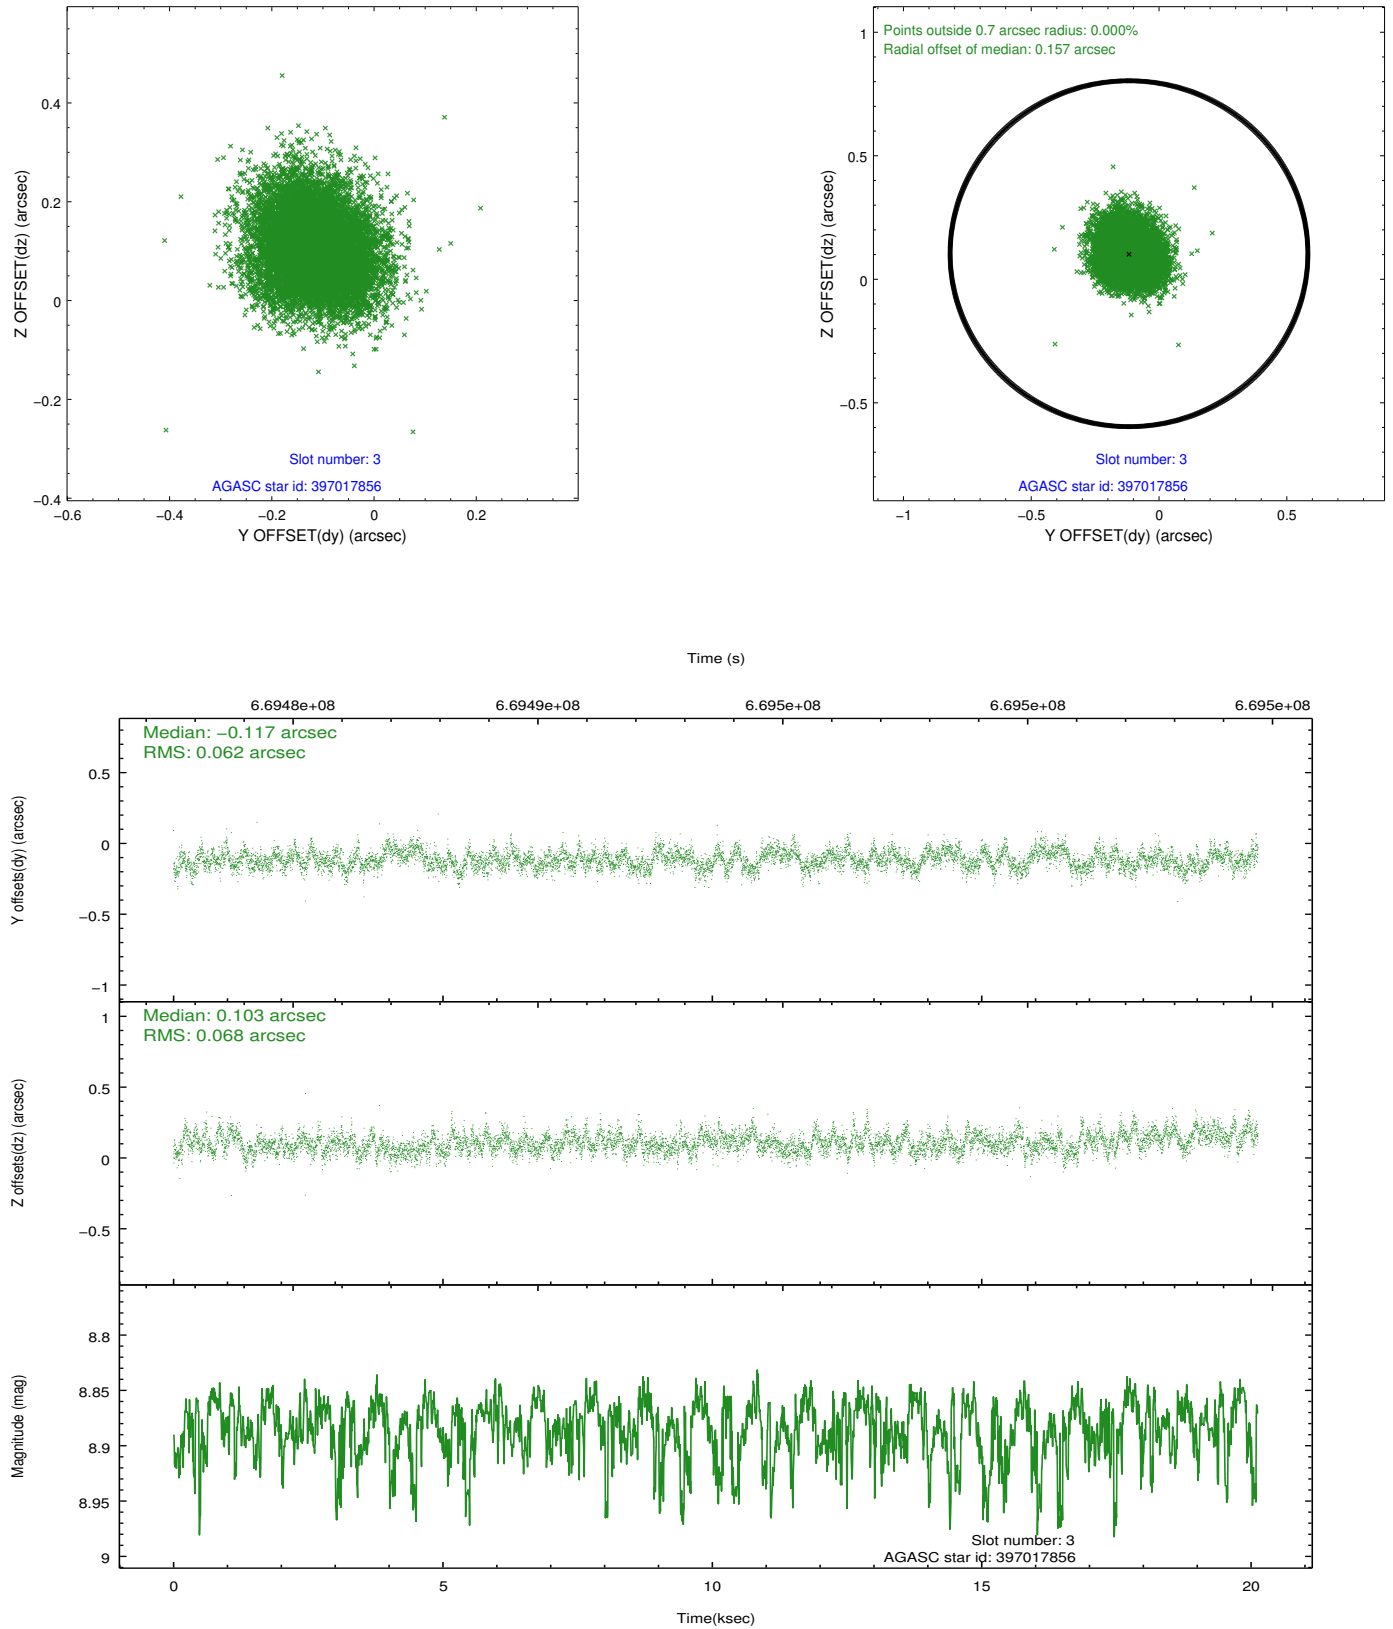 Z OFFSET(dz) (arcsec)
0.4
0.2
0
−0.2
−0.4
−0.6
−0.4
−0.2
0
0.2
Y OFFSET(dy) (arcsec)
Slot number: 3
AGASC star id: 397017856
Points outside 0.7 arcsec radius: 0.000%
Radial offset of median: 0.157 arcsec
Z OFFSET(dz) (arcsec)
1
0.5
0
−0.5
−1
−0.5
0
0.5
Y OFFSET(dy) (arcsec)
Slot number: 3
AGASC star id: 397017856
Time (s)
6.6948e+08
6.6949e+08
6.695e+08
6.695e+08
6.695e+08
Median: −0.117 arcsec
RMS: 0.062 arcsec
Y offsets(dy) (arcsec)
0.5
0
−0.5
−1
Median: 0.103 arcsec
RMS: 0.068 arcsec
Z offsets(dz) (arcsec)
1
0.5
0
−0.5
Magnitude (mag)
8.8
8.85
8.9
8.95
9
Slot number: 3
AGASC star id: 397017856
0
5
10
15
20
Time(ksec)